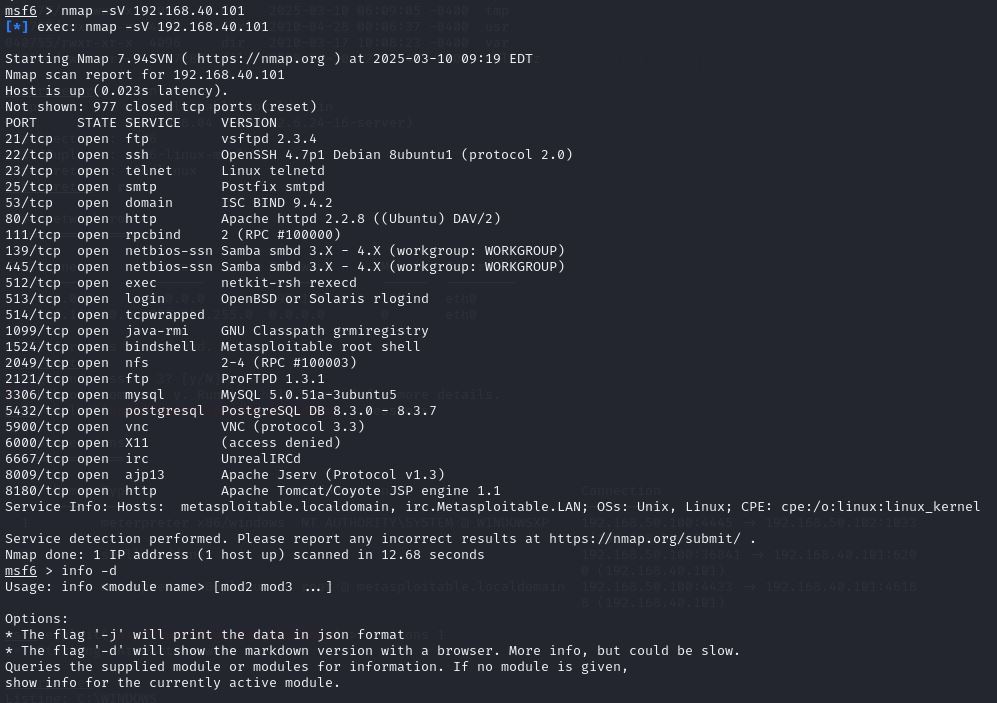 msf6 > nmap -sV 192.168.40.101
[*] exec: nmap -sV 192.168.40.101
Starting Nmap 7.94SVN ( https://nmap.org ) at 2025-03-10 09:19 EDT
Nmap scan report for 192.168.40.101
Host is up (0.023s latency).
Not shown: 977 closed tcp ports (reset)
PORT     STATE SERVICE     VERSION
21/tcp   open  ftp         vsftpd 2.3.4
22/tcp   open  ssh         OpenSSH 4.7p1 Debian 8ubuntu1 (protocol 2.0)
23/tcp   open  telnet      Linux telnetd
25/tcp   open  smtp        Postfix smtpd
53/tcp   open  domain      ISC BIND 9.4.2
80/tcp   open  http        Apache httpd 2.2.8 ((Ubuntu) DAV/2)
111/tcp  open  rpcbind     2 (RPC #100000)
139/tcp  open  netbios-ssn Samba smbd 3.X - 4.X (workgroup: WORKGROUP)
445/tcp  open  netbios-ssn Samba smbd 3.X - 4.X (workgroup: WORKGROUP)
512/tcp  open  exec        netkit-rsh rexecd
513/tcp  open  login       OpenBSD or Solaris rlogind
514/tcp  open  tcpwrapped
1099/tcp open  java-rmi    GNU Classpath grmiregistry
1524/tcp open  bindshell   Metasploitable root shell
2049/tcp open  nfs         2-4 (RPC #100003)
2121/tcp open  ftp         ProFTPD 1.3.1
3306/tcp open  mysql       MySQL 5.0.51a-3ubuntu5
5432/tcp open  postgresql  PostgreSQL DB 8.3.0 - 8.3.7
5900/tcp open  vnc         VNC (protocol 3.3)
6000/tcp open  X11         (access denied)
6667/tcp open  irc         UnrealIRCd
8009/tcp open  ajp13       Apache Jserv (Protocol v1.3)
8180/tcp open  http        Apache Tomcat/Coyote JSP engine 1.1
Service Info: Hosts:  metasploitable.localdomain, irc.Metasploitable.LAN; OSs: Unix, Linux; CPE: cpe:/o:linux:linux_kernel
Service detection performed. Please report any incorrect results at https://nmap.org/submit/ .
Nmap done: 1 IP address (1 host up) scanned in 12.68 seconds
msf6 > info -d
Usage: info <module name> [mod2 mod3 ...]
Options:
* The flag '-j' will print the data in json format
* The flag '-d' will show the markdown version with a browser. More info, but could be slow.
Queries the supplied module or modules for information. If no module is given,
show info for the currently active module.